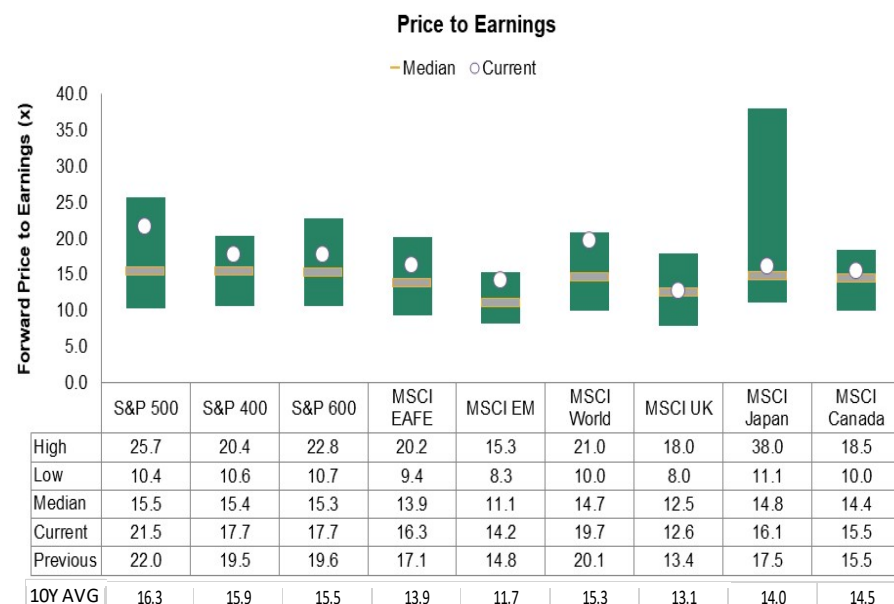 Price to Earnings
Median Current
Forward Price to Earnings (x)
40.0
35.0
30.0
25.0
20.0
15.0
10.0
5.0
0.0
S&P 500 S&P 400 S&P 600 MSCI EAFE MSCI EM MSCI World MSCI UK MSCI Japan MSCI Canada
High 25.7 20.4 22.8 20.2 15.3 21.0 18.0 38.0 18.5
Low 10.4 10.6 10.7 9.4 8.3 10.0 8.0 11.1 10.0
Median 15.5 15.4 15.3 13.9 11.1 14.7 12.5 14.8 14.4
Current 21.5 17.7 17.7 16.3 14.2 19.7 12.6 16.1 15.5
Previous 22.0 19.5 19.6 17.1 14.8 20.1 13.4 17.5 15.5
10Y AVG 16.3 15.9 15.5 13.9 11.7 15.3 13.1 14.0 14.5